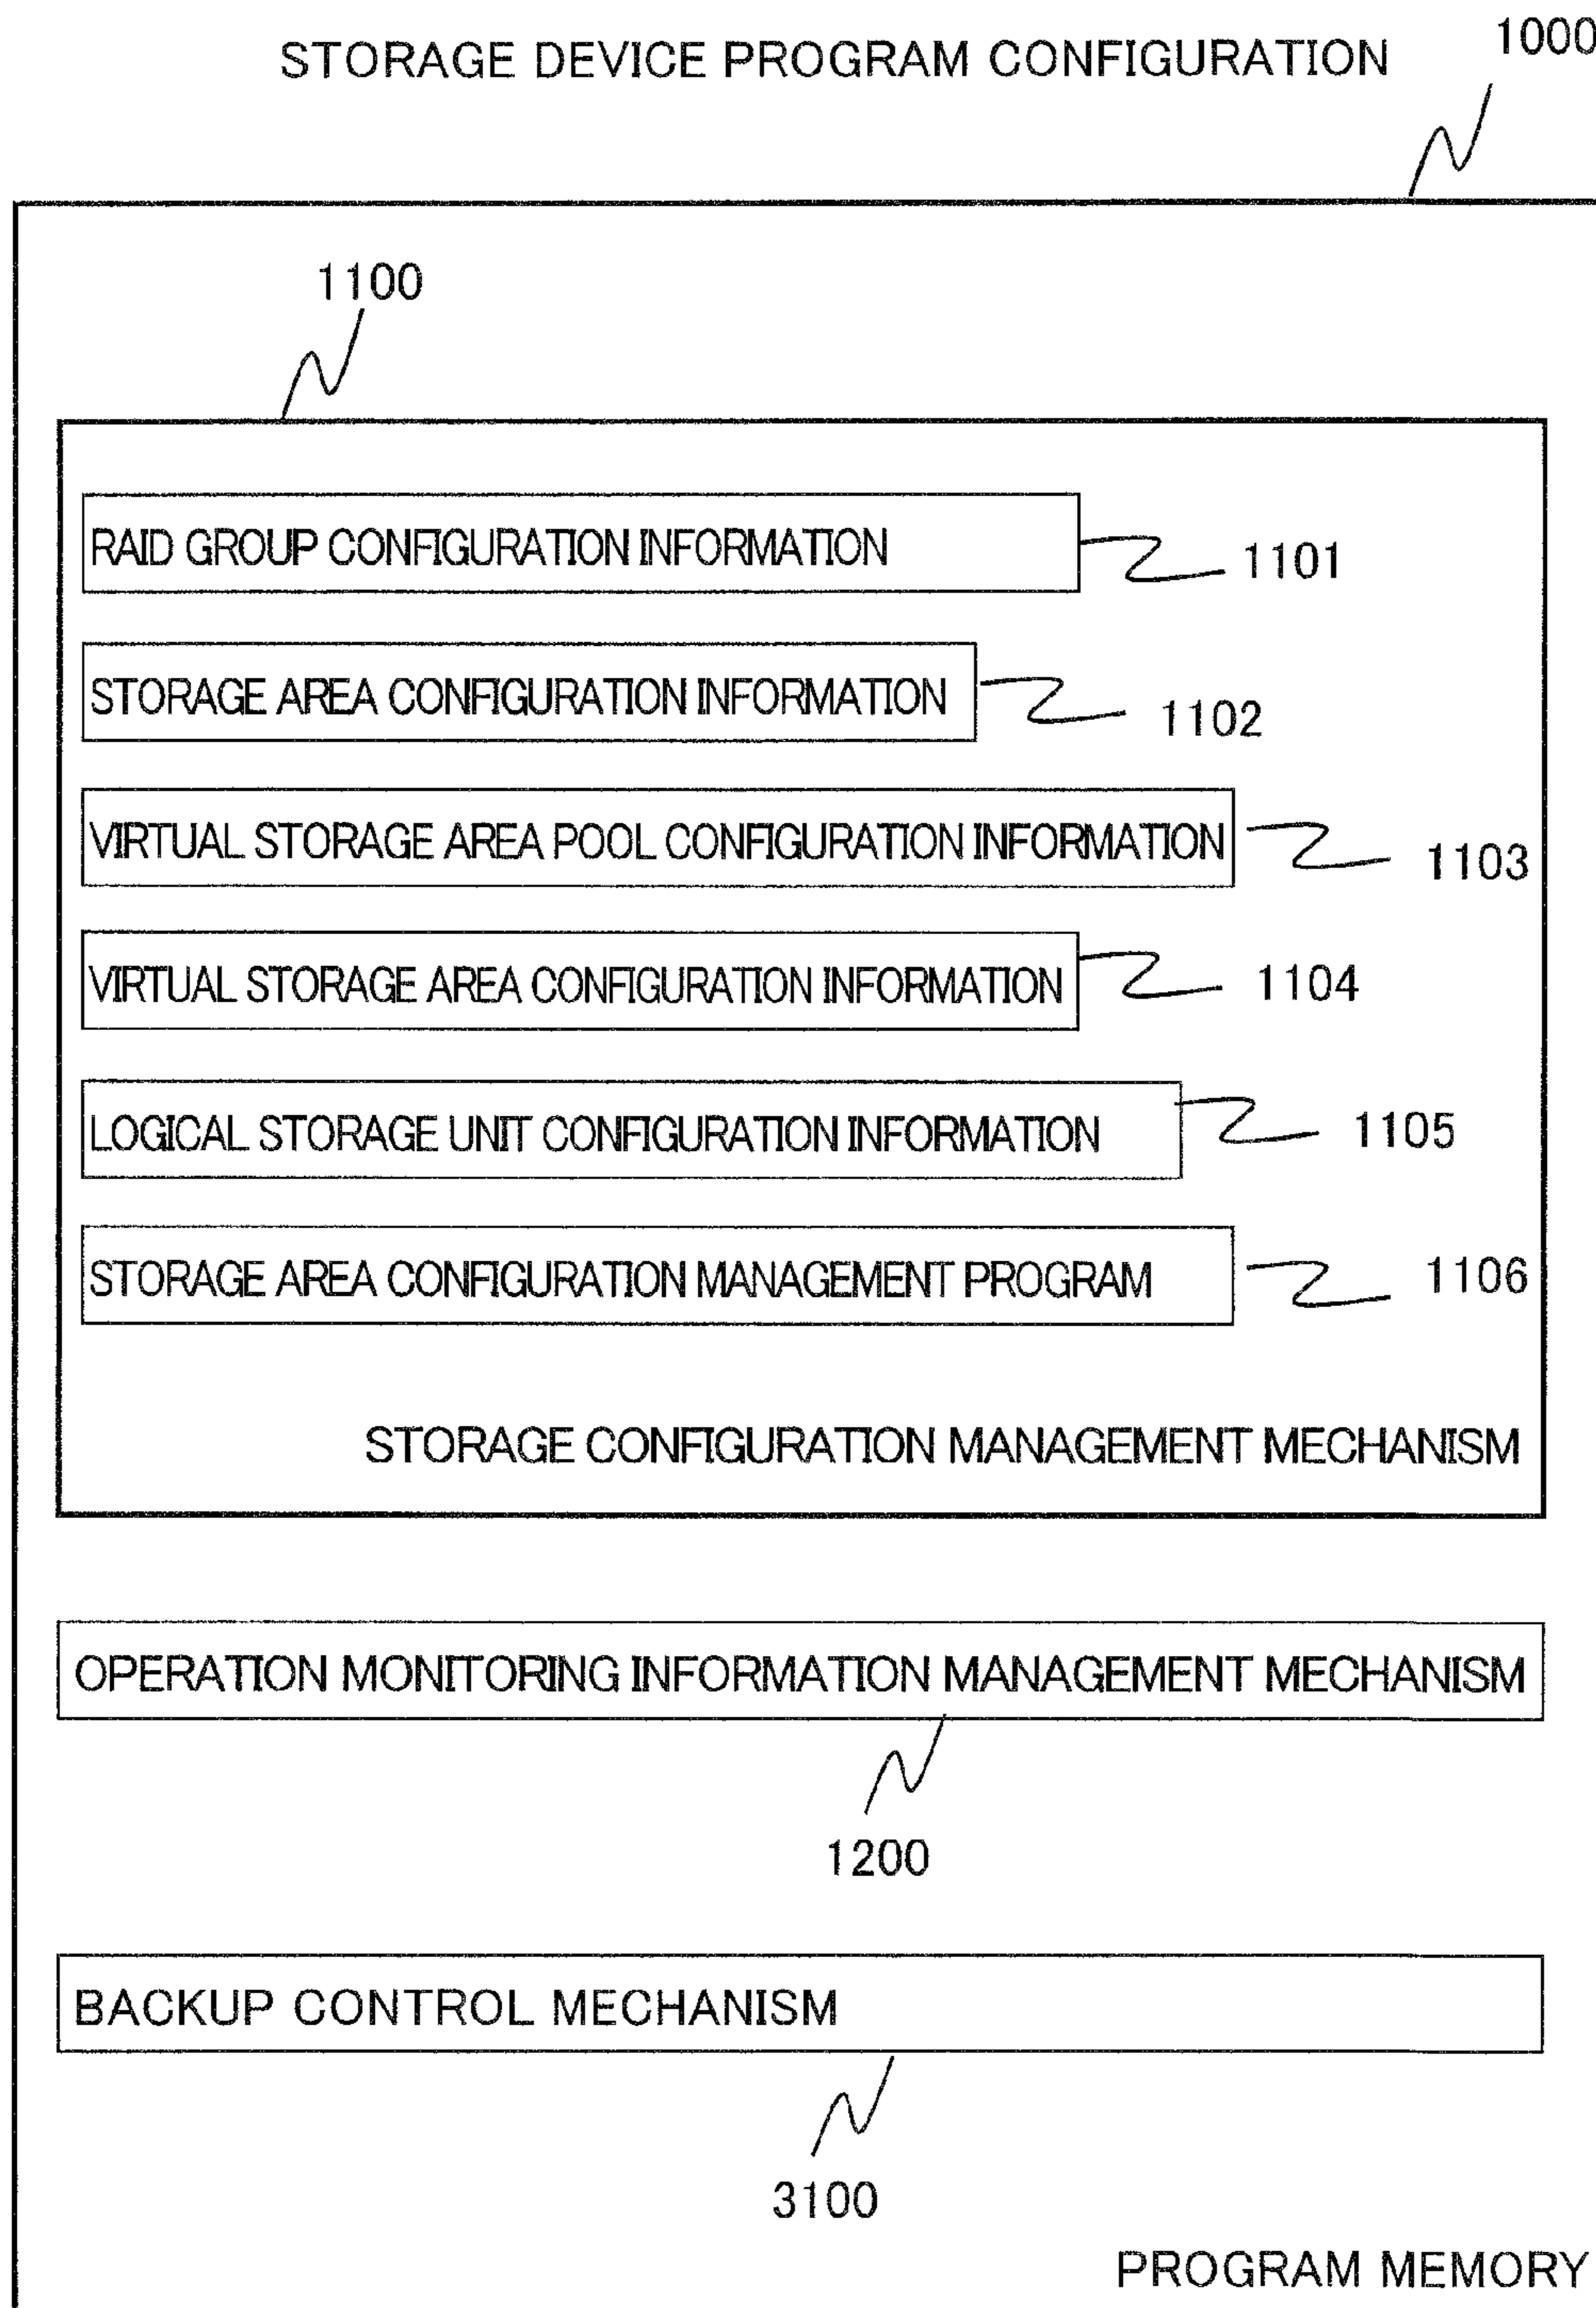 STORAGE DEVICE PROGRAM CONFIGURATION
1000
1100
RAID GROUP CONFIGURATION INFORMATION
1101
STORAGE AREA CONFIGURATION INFORMATION
1102
VIRTUAL STORAGE AREA POOL CONFIGURATION INFORMATION
1103
VIRTUAL STORAGE AREA CONFIGURATION INFORMATION
1104
LOGICAL STORAGE UNIT CONFIGURATION INFORMATION
1105
STORAGE AREA CONFIGURATION MANAGEMENT PROGRAM
1106
STORAGE CONFIGURATION MANAGEMENT MECHANISM
OPERATION MONITORING INFORMATION MANAGEMENT MECHANISM
1200
BACKUP CONTROL MECHANISM
3100
PROGRAM MEMORY